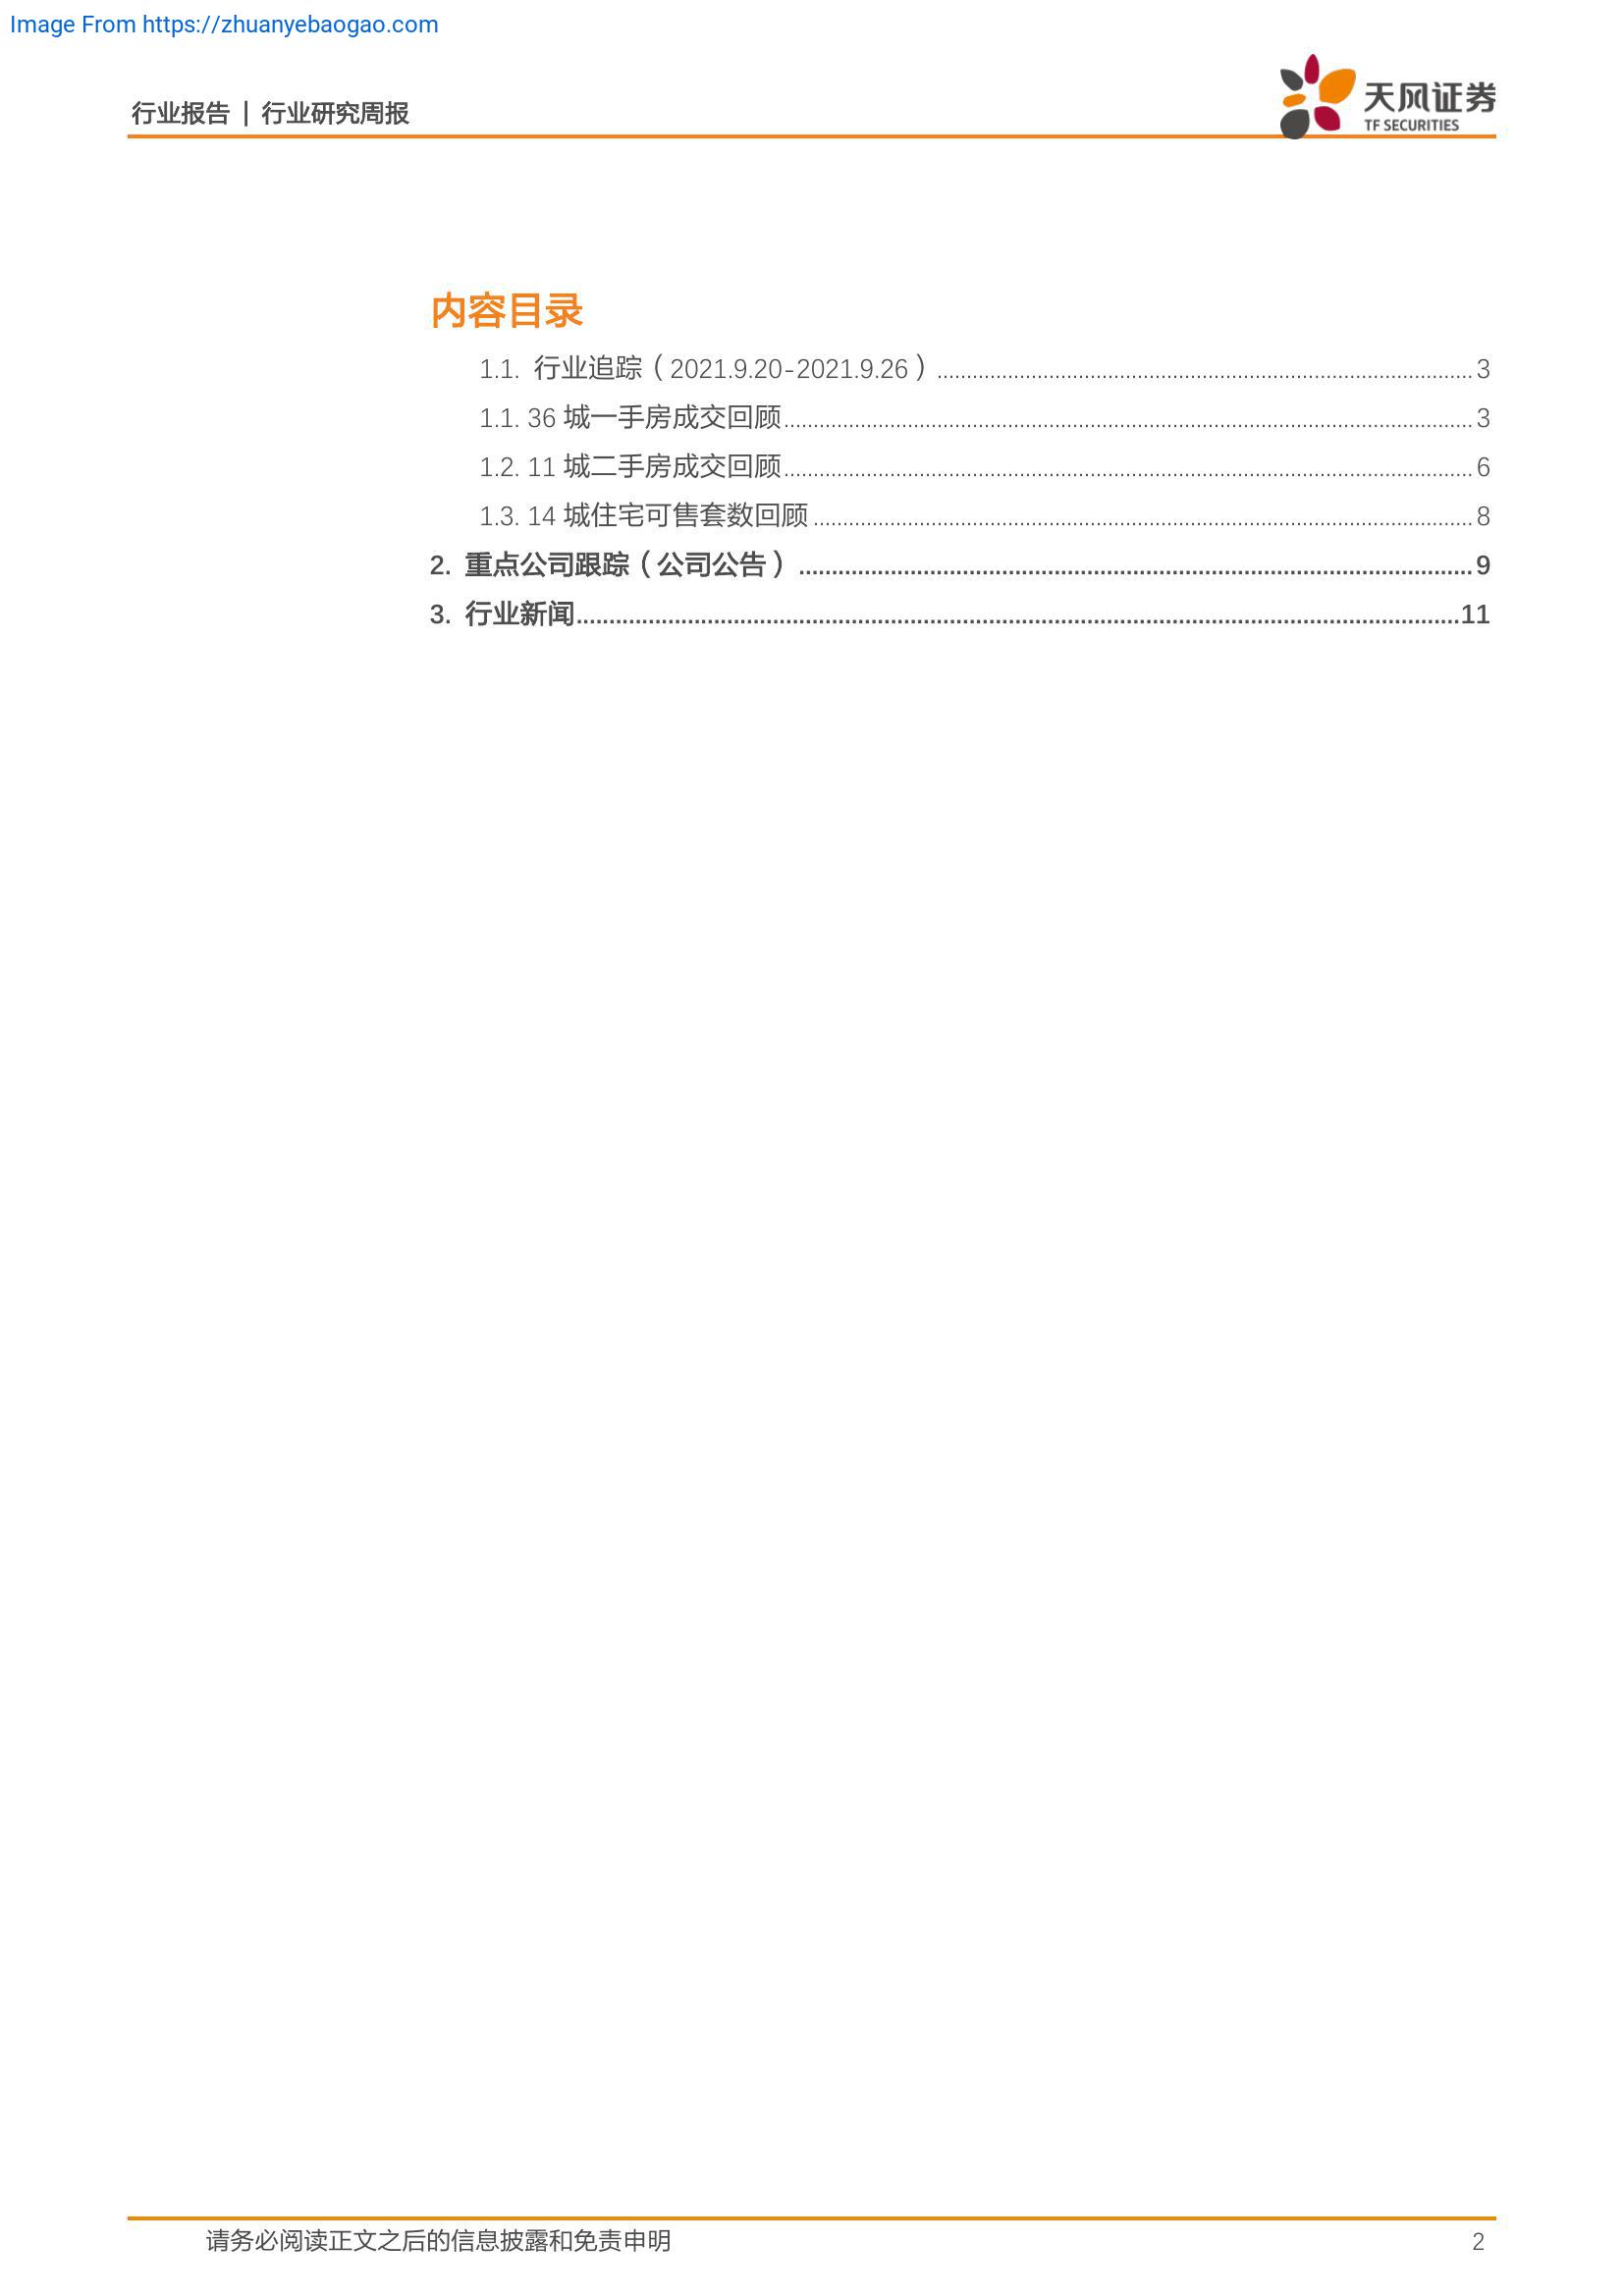 Image From https://zhuanyebaogao.com
行业报告 | 行业研究周报
天风证券
TF SECURITIES
内容目录
1.1. 行业追踪（2021.9.20-2021.9.26）3
1.1. 36 城一手房成交回顾3
1.2. 11 城二手房成交回顾6
1.3. 14 城住宅可售套数回顾8
2. 重点公司跟踪（公司公告）9
3. 行业新闻11
请务必阅读正文之后的信息披露和免责申明 2